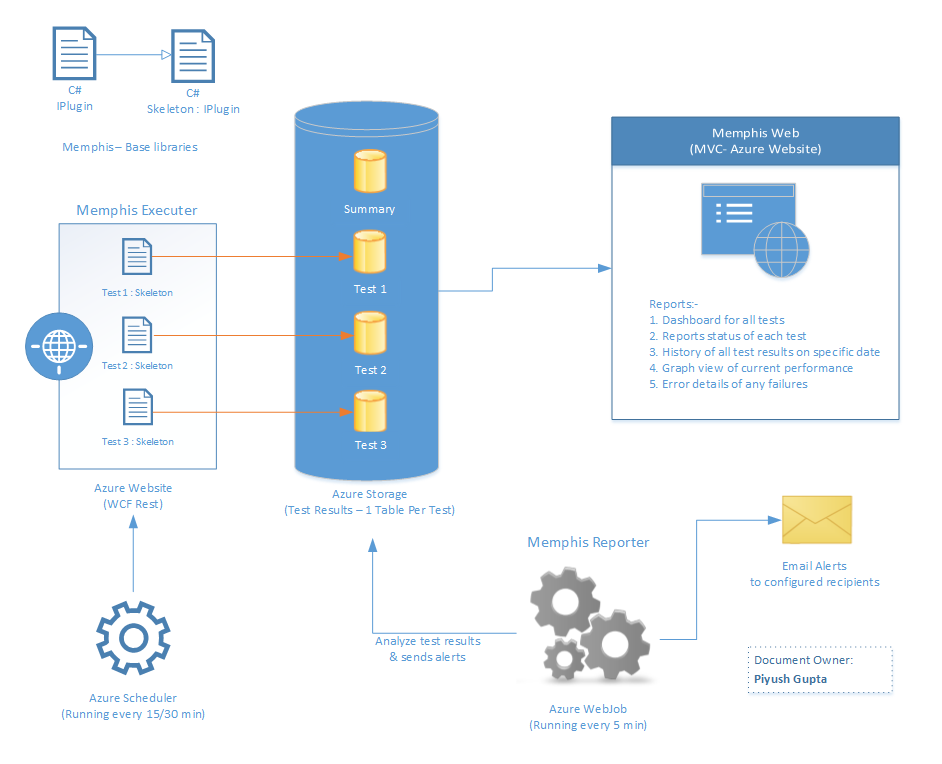 C#
IPlugin
C#
Skeleton : IPlugin
Memphis– Base libraries
Memphis Executer
Test 1 : Skeleton
Test 2 : Skeleton
Test 3 : Skeleton
Azure Website
(WCF Rest)
Azure Scheduler
(Running every 15/30 min)
Summary
Test 1
Test 2
Test 3
Azure Storage
(Test Results – 1 Table Per Test)
Memphis Web
(MVC- Azure Website)
Reports:-
1. Dashboard for all tests
2. Reports status of each test
3. History of all test results on specific date
4. Graph view of current performance
5. Error details of any failures
Memphis Reporter
Analyze test results
& sends alerts
Azure WebJob
(Running every 5 min)
Email Alerts
to configured recipients
Document Owner:
Piyush Gupta